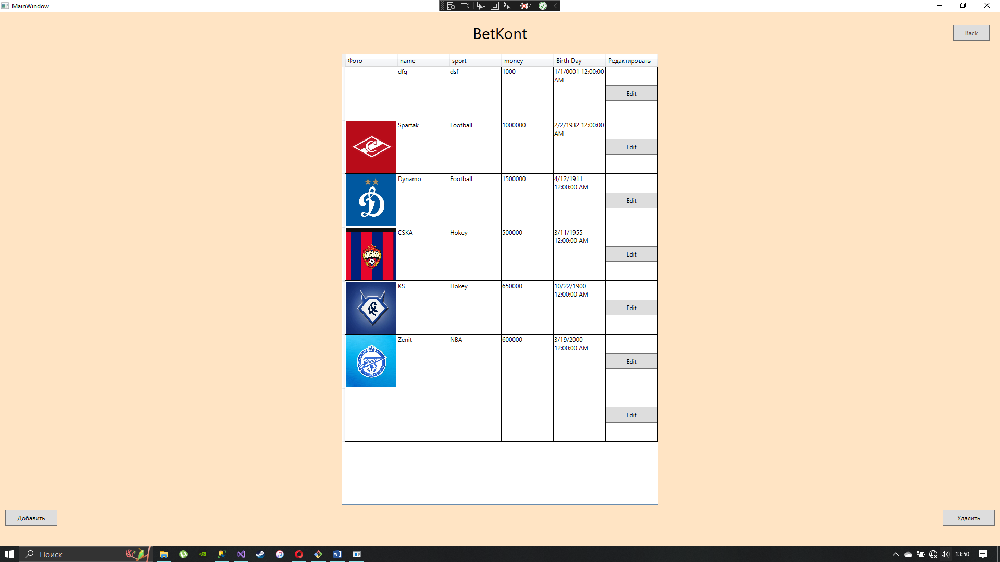 MainWindow
4
BetKont
Back
Фото name sport money Birth Day Редактировать
dfg dsf 1000 1/1/0001 12:00:00
AM
Edit
Spartak Football 1000000 2/2/1932 12:00:00
AM
Edit
Dynamo Football 1500000 4/12/1911
12:00:00 AM
Edit
CSKA Hokey 500000 3/11/1955
12:00:00 AM
ЦСКА
Edit
KS Hokey 650000 10/22/1900
12:00:00 AM
Edit
Zenit NBA 600000 3/19/2000
12:00:00 AM
Зенит
Edit
Edit
Добавить
Удалить
Поиск
13:50